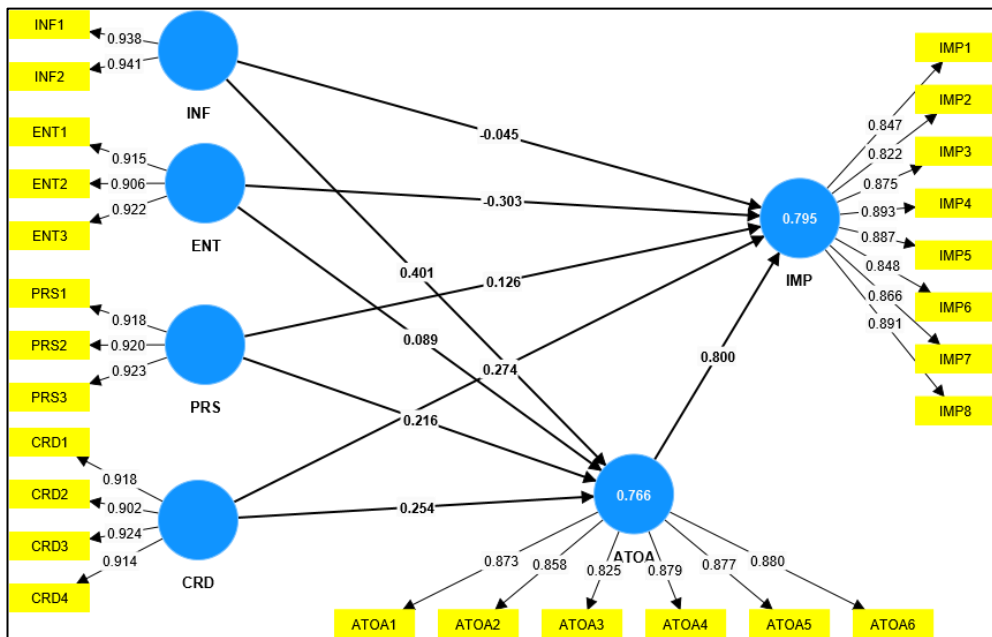 INF1
0.938
INF2
0.941
INF
ENT1
0.915
ENT2
0.906
ENT3
0.922
ENT
PRS1
0.918
PRS2
0.920
PRS3
0.923
PRS
CRD1
0.918
CRD2
0.902
CRD3
0.924
CRD4
0.914
CRD
-0.045
-0.303
0.401
0.126
0.089
0.274
0.216
0.254
0.800
0.795
IMP
IMP1
0.847
IMP2
0.822
IMP3
0.875
IMP4
0.893
IMP5
0.887
IMP6
0.848
IMP7
0.866
IMP8
0.891
0.766
ATOA
0.873
0.858
0.825
0.879
0.877
0.880
ATOA1
ATOA2
ATOA3
ATOA4
ATOA5
ATOA6